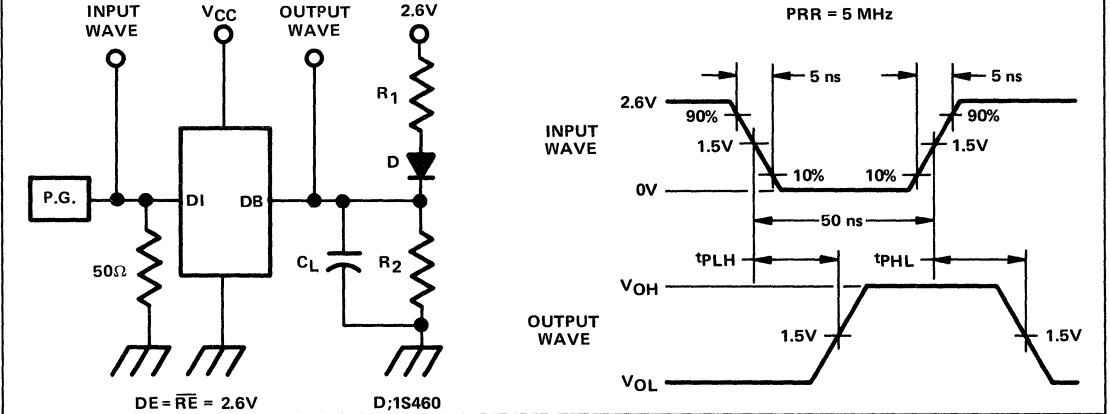 INPUT
WAVE
VCC
OUTPUT
WAVE
2.6V
R1
D
P.G.
DI
DB
50Ω
CL
R2
DE = R̅E̅ = 2.6V
D;1S460
PRR = 5 MHz
5 ns
5 ns
2.6V
90%
90%
INPUT
WAVE
1.5V
1.5V
10%
10%
0V
50 ns
tPLH
tPHL
VOH
OUTPUT
WAVE
1.5V
1.5V
VOL